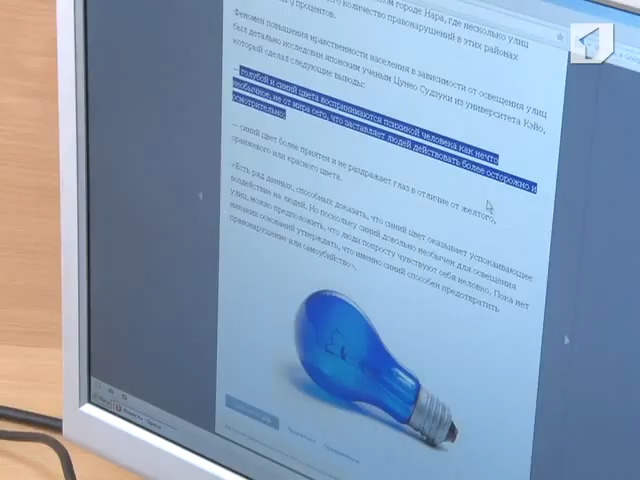 городе Нара, где несколько улиц
количество правонарушений в этих районах
процентов.
Феномен повышения нравственности населения в зависимости от освещения улиц
был детально исследован японским ученым Цунео Судзуки из университета Кэйо,
который сделал следующие выводы:
— голубой и синий цвета воспринимаются психикой человека как нечто
необычное, не от мира сего, что заставляет людей действовать более осторожно и
осмотрительно;
— синий цвет более приятен и не раздражает глаз в отличие от желтого,
оранжевого или красного цвета.
«Есть ряд данных, способных доказать, что синий цвет оказывает успокаивающее
воздействие на людей. Но поскольку синий довольно необычен для освещения
улиц, можно предположить, что люди попросту чувствуют себя неловко. Пока нет
никаких оснований утверждать, что именно синий способен предотвратить
правонарушение или самоубийство».